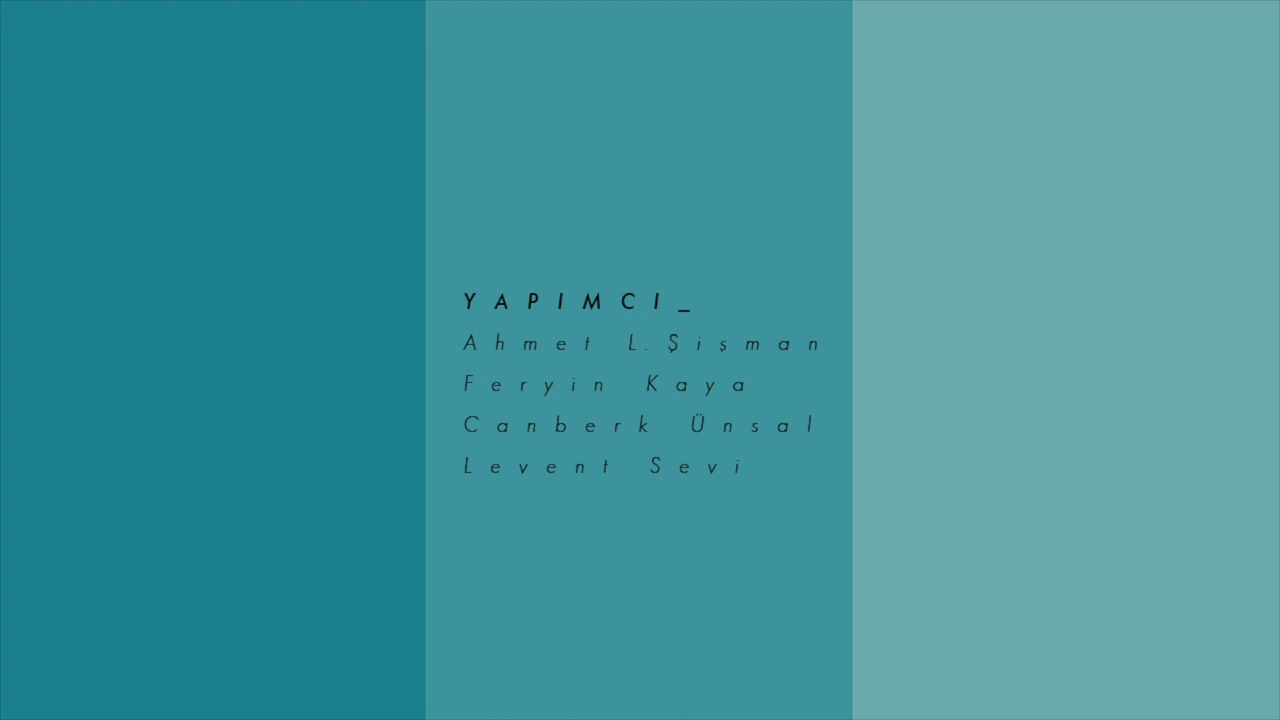 YAPIMCI_
Ahmet L.Şişman
Feryin Kaya
Canberk Ünsal
Levent Sevi